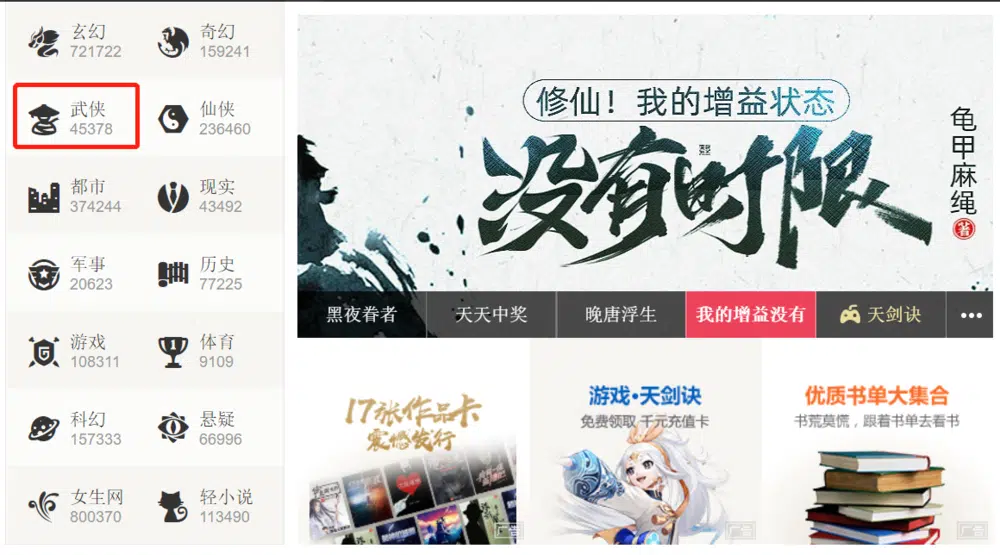 玄幻
721722
奇幻
159241
武侠
45378
仙侠
236460
都市
374244
现实
43492
军事
20623
历史
77225
游戏
108311
体育
9109
科幻
157333
悬疑
66996
女生网
800370
轻小说
113490
修仙！我的增益状态
没有时限
龟甲麻绳
著
黑夜眷者
天天中奖
晚唐浮生
我的增益没有
天剑诀
•••
17张作品卡
震撼发行
广告
游戏·天剑诀
免费领取 千元充值卡
广告
优质书单大集合
书荒莫慌，跟着书单去看书
广告